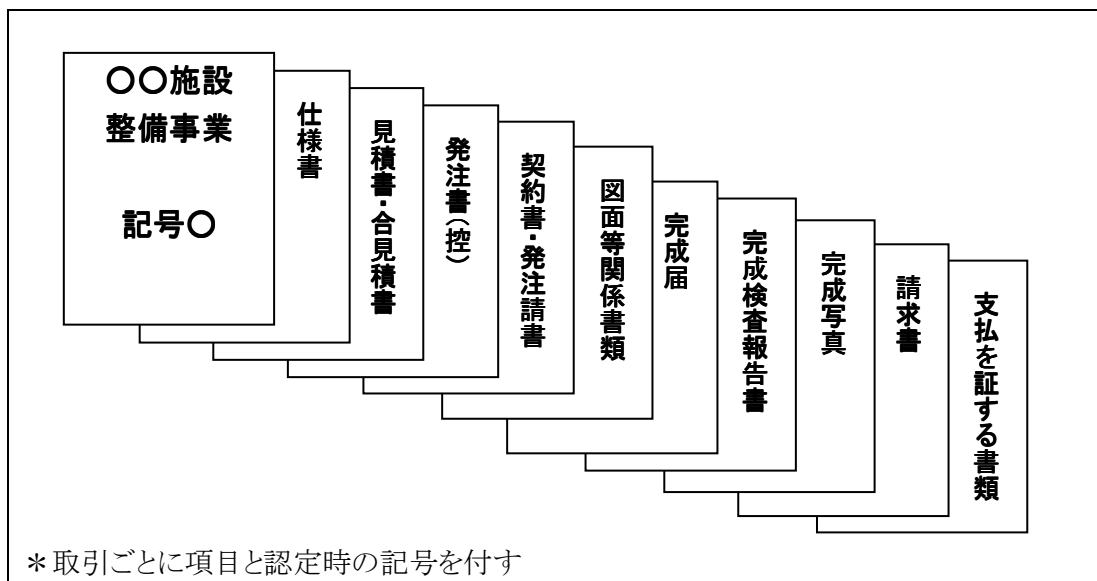 〇〇施設
整備事業
記号〇
仕様書
見積書・合見積書
発注書(控)
契約書・発注請書
図面等関係書類
完成届
完成検査報告書
完成写真
請求書
支払を証する書類
＊取引ごとに項目と認定時の記号を付す